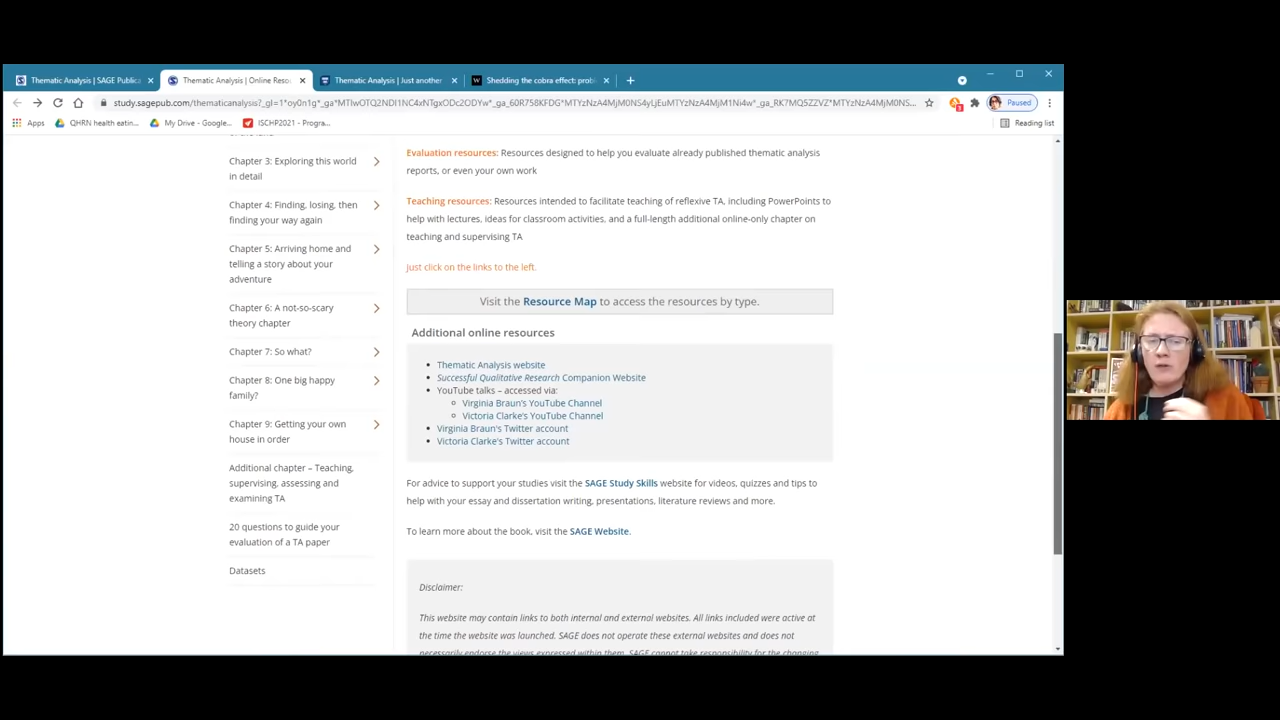 Thematic Analysis | SAGE Publica
Thematic Analysis | Online Reso
Thematic Analysis | Just another
Shedding the cobra effect: prob
study.sagepub.com/thematicanalysis?
Paused
Apps
QHRN health eatin...
My Drive - Google...
ISCHP2021 - Progra...
Reading list
Chapter 3: Exploring this world
in detail
Chapter 4: Finding, losing, then
finding your way again
Chapter 5: Arriving home and
telling a story about your
adventure
Chapter 6: A not-so-scary
theory chapter
Chapter 7: So what?
Chapter 8: One big happy
family?
Chapter 9: Getting your own
house in order
Additional chapter – Teaching,
supervising, assessing and
examining TA
20 questions to guide your
evaluation of a TA paper
Datasets
Evaluation resources: Resources designed to help you evaluate already published thematic analysis
reports, or even your own work
Teaching resources: Resources intended to facilitate teaching of reflexive TA, including PowerPoints to
help with lectures, ideas for classroom activities, and a full-length additional online-only chapter on
teaching and supervising TA
Just click on the links to the left.
Visit the Resource Map to access the resources by type.
Additional online resources
Thematic Analysis website
Successful Qualitative Research Companion Website
YouTube talks – accessed via:
Virginia Braun's YouTube Channel
Victoria Clarke's YouTube Channel
Virginia Braun's Twitter account
Victoria Clarke's Twitter account
For advice to support your studies visit the SAGE Study Skills website for videos, quizzes and tips to
help with your essay and dissertation writing, presentations, literature reviews and more.
To learn more about the book, visit the SAGE Website.
Disclaimer:
This website may contain links to both internal and external websites. All links included were active at
the time the website was launched. SAGE does not operate these external websites and does not
necessarily endorse the views expressed within them. SAGE cannot take responsibility for the changing